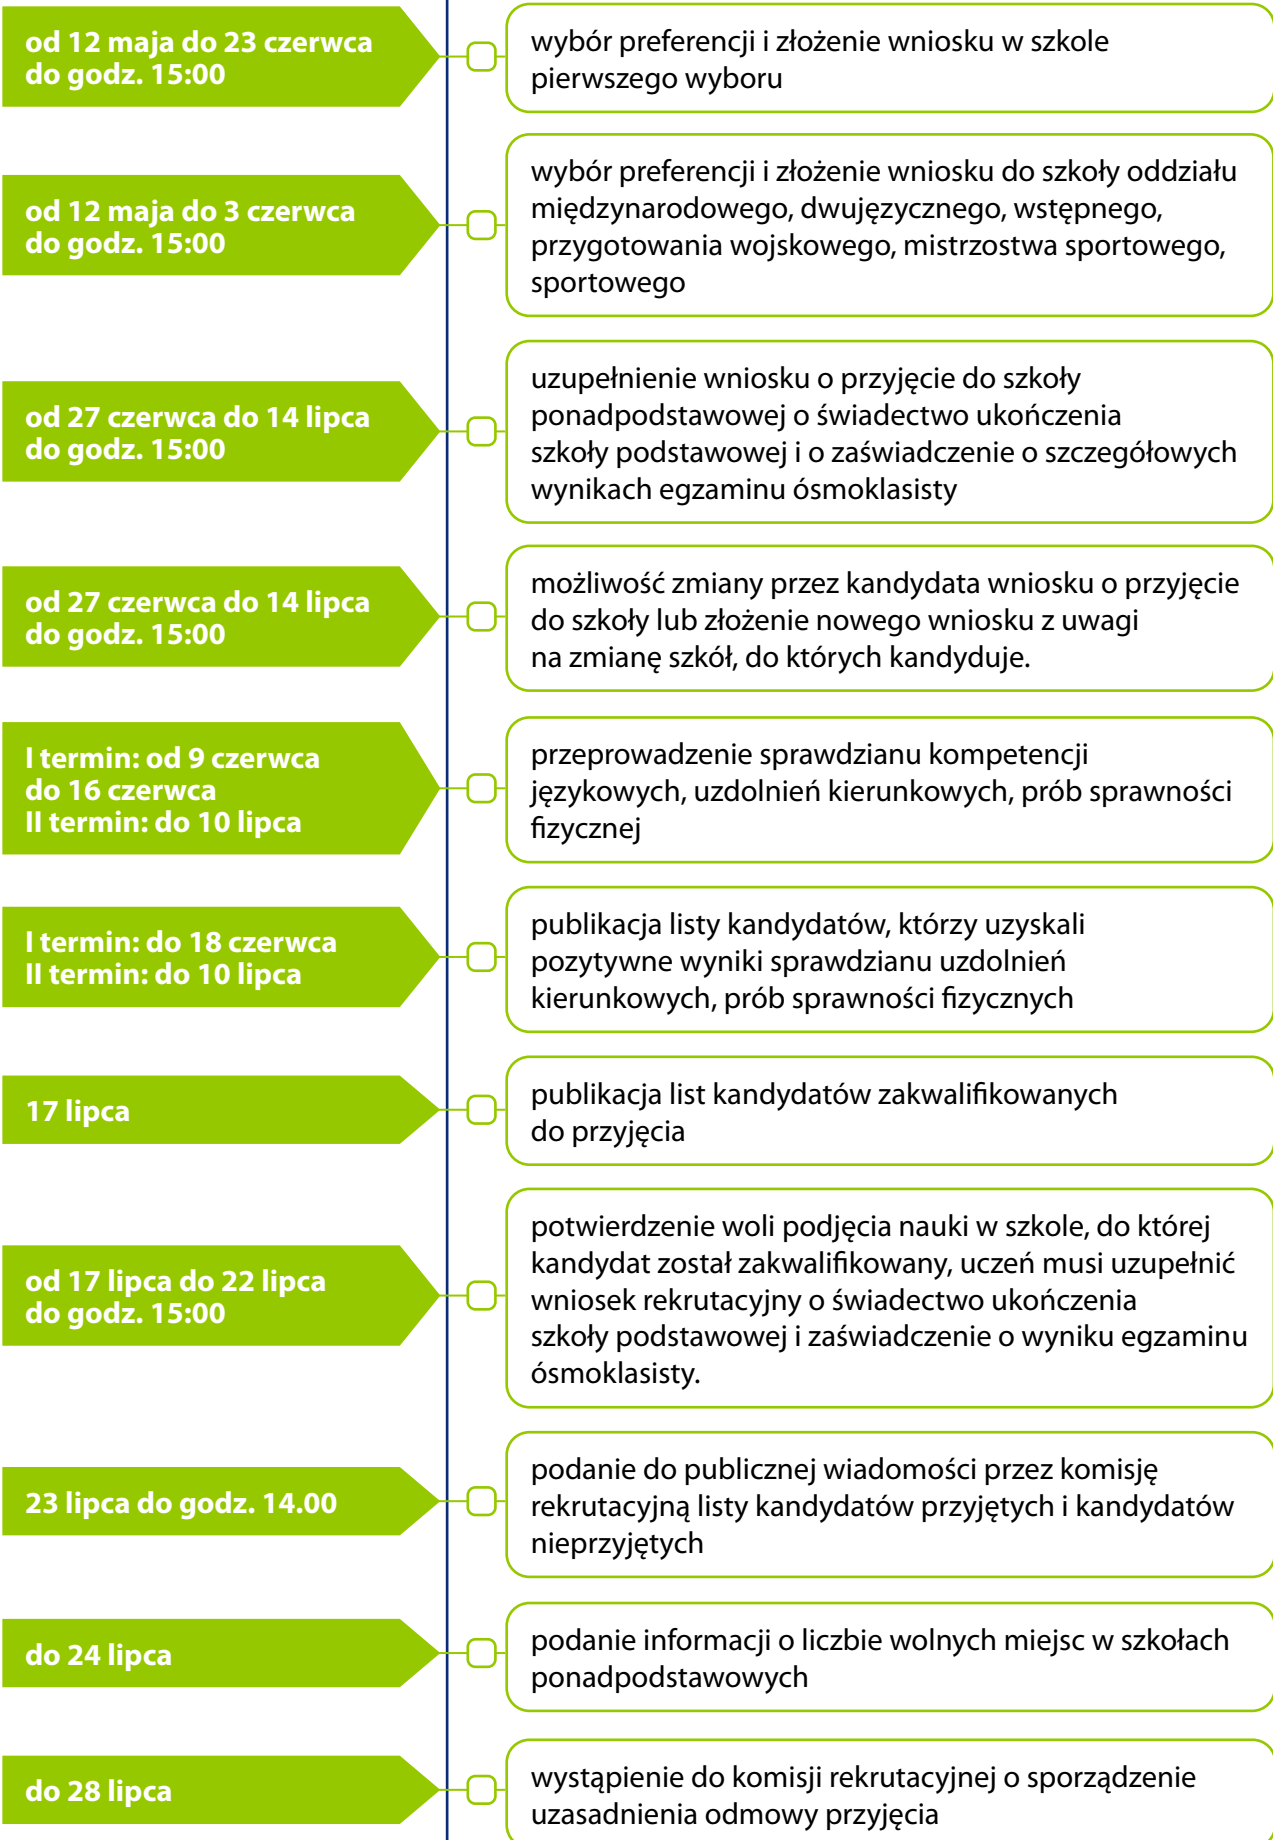 od 12 maja do 23 czerwca
do godz. 15:00
wybór preferencji i złożenie wniosku w szkole
pierwszego wyboru
od 12 maja do 3 czerwca
do godz. 15:00
wybór preferencji i złożenie wniosku do szkoły oddziału
międzynarodowego, dwujęzycznego, wstępnego,
przygotowania wojskowego, mistrzostwa sportowego,
sportowego
od 27 czerwca do 14 lipca
do godz. 15:00
uzupełnienie wniosku o przyjęcie do szkoły
ponadpodstawowej o świadectwo ukończenia
szkoły podstawowej i o zaświadczenie o szczegółowych
wynikach egzaminu ósmoklasisty
od 27 czerwca do 14 lipca
do godz. 15:00
możliwość zmiany przez kandydata wniosku o przyjęcie
do szkoły lub złożenie nowego wniosku z uwagi
na zmianę szkół, do których kandyduje.
I termin: od 9 czerwca
do 16 czerwca
II termin: do 10 lipca
przeprowadzenie sprawdzianu kompetencji
językowych, uzdolnień kierunkowych, prób sprawności
fizycznej
I termin: do 18 czerwca
II termin: do 10 lipca
publikacja listy kandydatów, którzy uzyskali
pozytywne wyniki sprawdzianu uzdolnień
kierunkowych, prób sprawności fizycznych
17 lipca
publikacja list kandydatów zakwalifikowanych
do przyjęcia
od 17 lipca do 22 lipca
do godz. 15:00
potwierdzenie woli podjęcia nauki w szkole, do której
kandydat został zakwalifikowany, uczeń musi uzupełnić
wniosek rekrutacyjny o świadectwo ukończenia
szkoły podstawowej i zaświadczenie o wyniku egzaminu
ósmoklasisty.
23 lipca do godz. 14.00
podanie do publicznej wiadomości przez komisję
rekrutacyjną listy kandydatów przyjętych i kandydatów
nieprzyjętych
do 24 lipca
podanie informacji o liczbie wolnych miejsc w szkołach
ponadpodstawowych
do 28 lipca
wystąpienie do komisji rekrutacyjnej o sporządzenie
uzasadnienia odmowy przyjęcia